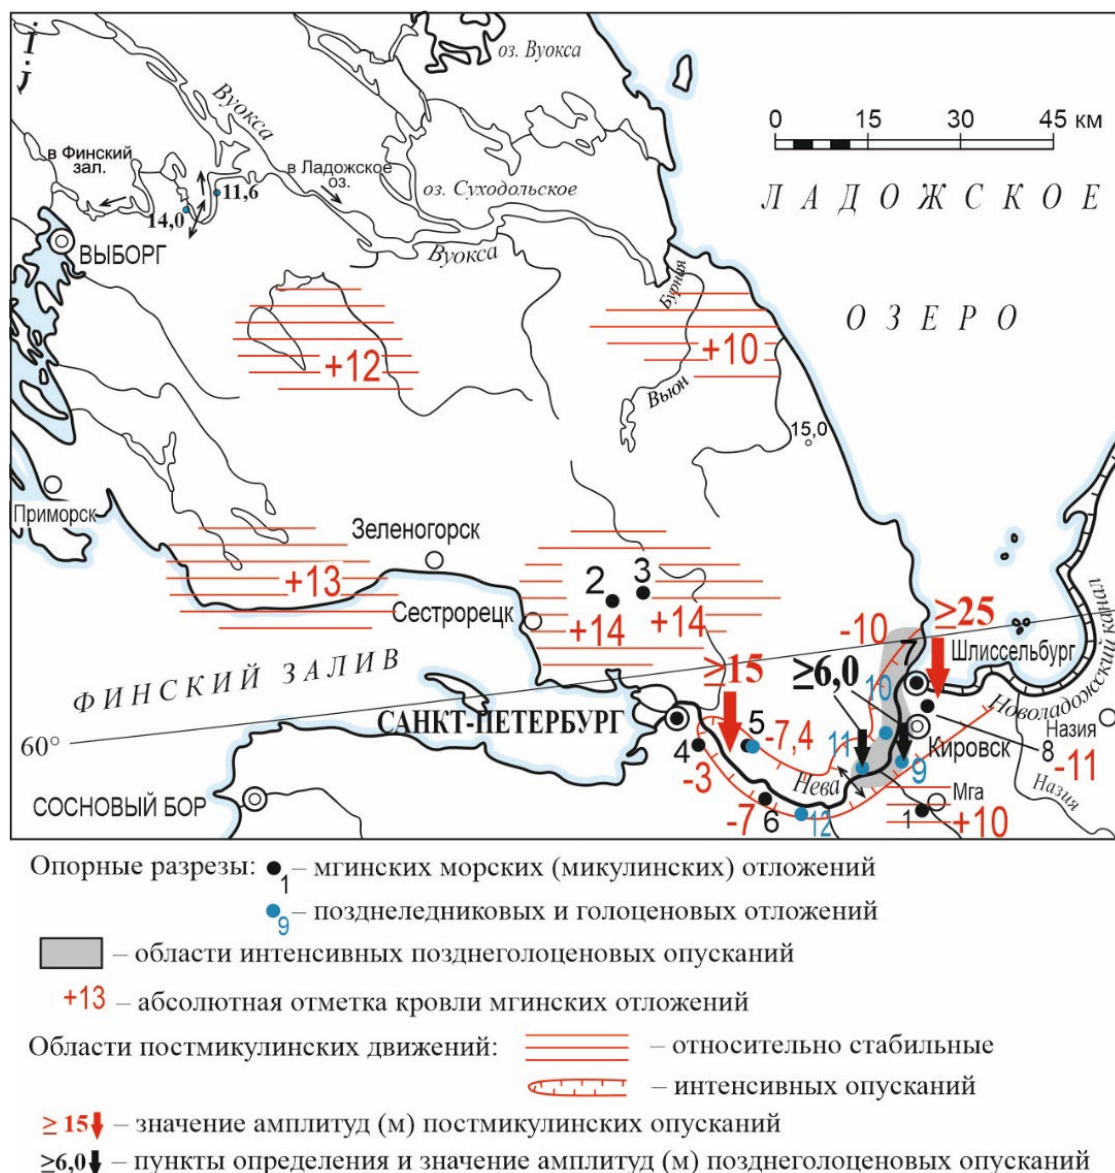 оз. Вуокса
Вуокса
0 15 30 45 км
в Финский
зал.
11,6
14,0
в Ладожское
оз.
оз. Суходольское
ЛАДОЖСКОЕ
ВЫБОРГ
Вуокса
Бурная
ОЗЕРО
+12
+10
Вьюн
15,0
Приморск
Зеленогорск
+13
2
3
Сестрорецк
+14
+14
-10
≥25
7
Шлиссельбург
Новоладожский канал
ФИНСКИЙ ЗАЛИВ
≥15
≥6,0
10
60°
САНКТ-ПЕТЕРБУРГ
4
5
-7,4
11
Кировск
8
Назия
-3
9
-11
СОСНОВЫЙ БОР
Нева
Мга
Назия
-7
6
12
1
+10
Опорные разрезы: 1 – мгинских морских (микулинских) отложений
9 – позднеледниковых и голоценовых отложений
– области интенсивных позднеголоценовых опусканий
+13 – абсолютная отметка кровли мгинских отложений
Области постмикулинских движений: – относительно стабильные
– интенсивных опусканий
≥ 15 – значение амплитуд (м) постмикулинских опусканий
≥6,0 – пункты определения и значение амплитуд (м) позднеголоценовых опусканий